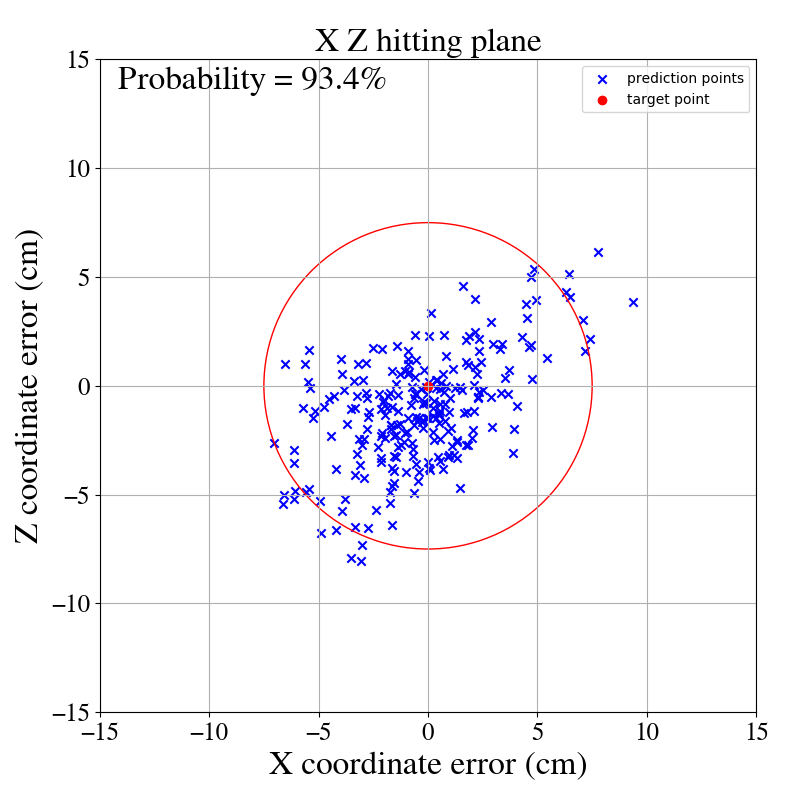 X Z hitting plane
Probability = 93.4%
prediction points
target point
15
10
5
0
−5
−10
−15
Z coordinate error (cm)
−15 −10 −5 0 5 10 15
X coordinate error (cm)